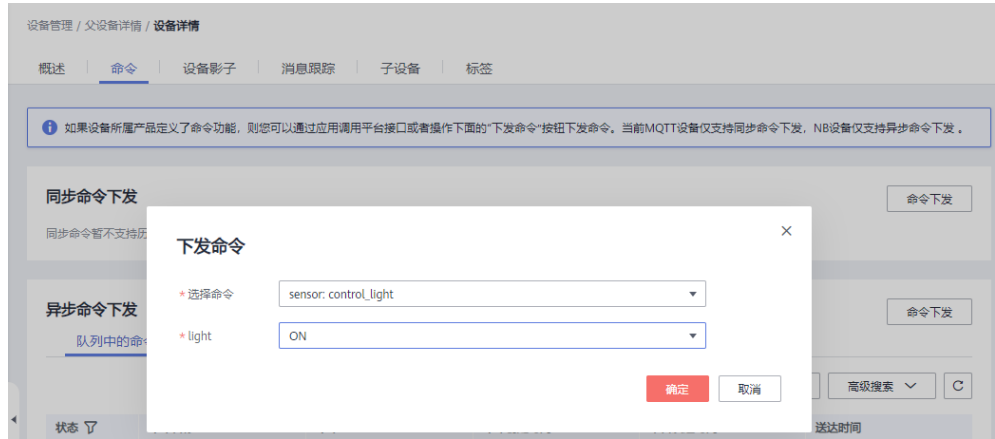 设备管理 / 父设备详情 / 设备详情
概述 命令 设备影子 消息跟踪 子设备 标签
如果设备所属产品定义了命令功能，则您可以通过应用调用平台接口或者操作下面的"下发命令"按钮下发命令。当前MQTT设备仅支持同步命令下发，NB设备仅支持异步命令下发 。
同步命令下发
命令下发
同步命令暂不支持历
下发命令
* 选择命令 sensor: control_light
异步命令下发
命令下发
队列中的命令
* light ON
确定 取消
高级搜索
状态
送达时间